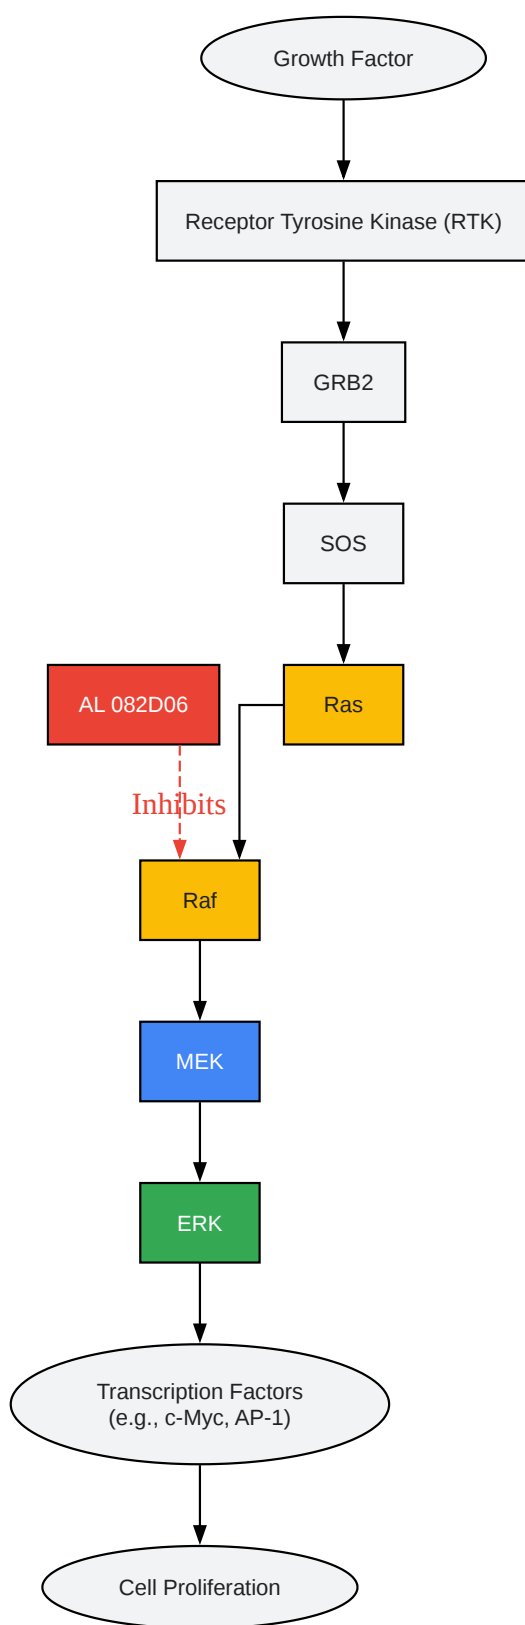 Growth Factor
Receptor Tyrosine Kinase (RTK)
GRB2
SOS
AL 082D06
Ras
Inhibits
Raf
MEK
ERK
Transcription Factors
(e.g., c-Myc, AP-1)
Cell Proliferation